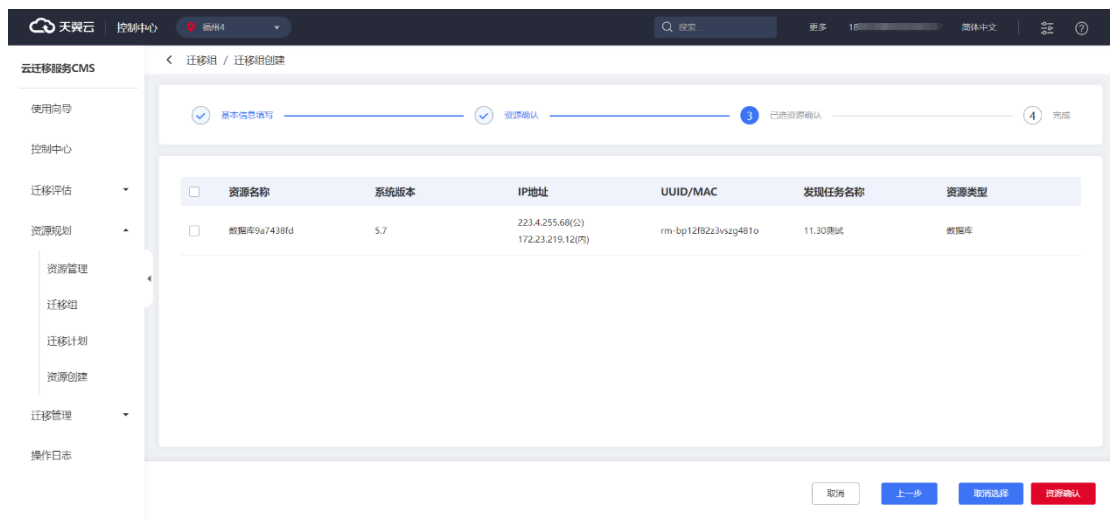 天翼云 控制中心 福州4 搜索... 更多 简体中文
云迁移服务CMS
迁移组 / 迁移组创建
使用向导
控制中心
迁移评估
资源规划
资源管理
迁移组
迁移计划
资源创建
迁移管理
操作日志
基本信息填写 资源确认 3 已选资源确认 4 完成
资源名称 系统版本 IP地址 UUID/MAC 发现任务名称 资源类型
数据库9a7438fd 5.7 223.4.255.68(公) rm-bp12f82z3vszg481o 11.30测试 数据库
172.23.219.12(内)
取消 上一步 取消选择 资源确认